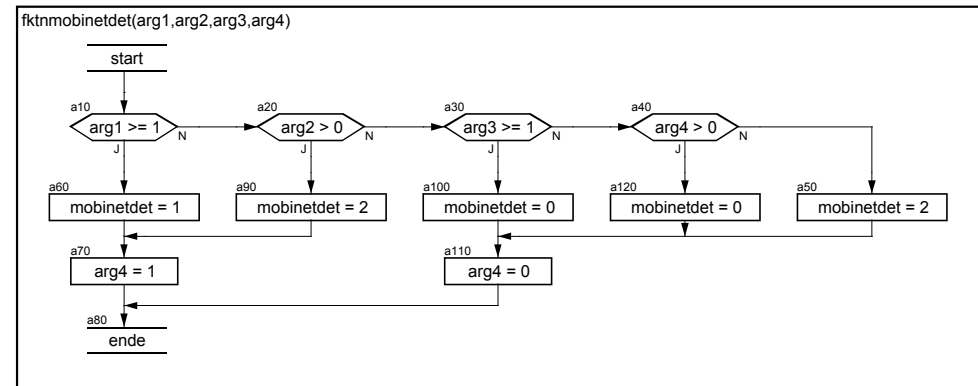 fktnmobinetdet(arg1,arg2,arg3,arg4)
start
a10
arg1 >= 1
N
J
a20
arg2 > 0
N
J
a30
arg3 >= 1
N
J
a40
arg4 > 0
N
J
a60
mobinetdet = 1
a90
mobinetdet = 2
a100
mobinetdet = 0
a120
mobinetdet = 0
a50
mobinetdet = 2
a70
arg4 = 1
a110
arg4 = 0
a80
ende